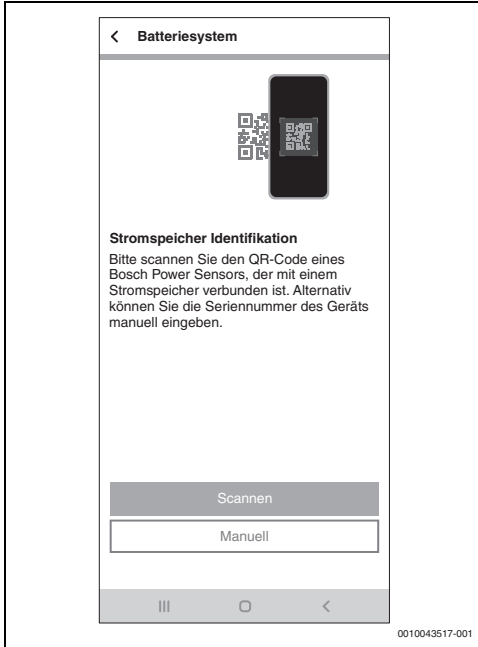 Batteriesystem
Stromspeicher Identifikation
Bitte scannen Sie den QR-Code eines
Bosch Power Sensors, der mit einem
Stromspeicher verbunden ist. Alternativ
können Sie die Seriennummer des Geräts
manuell eingeben.
Scannen
Manuell
0010043517-001